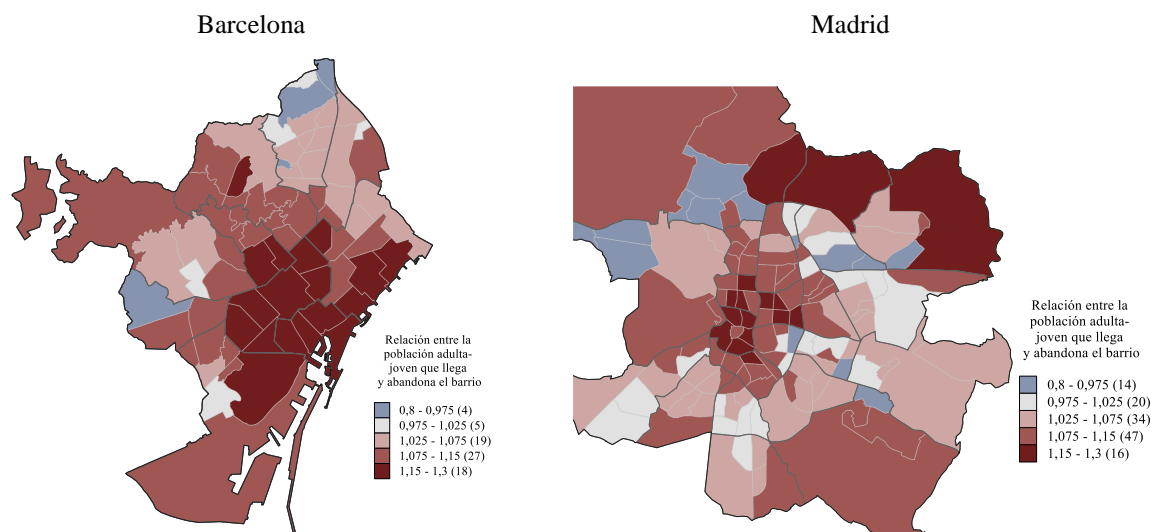 Barcelona
Relación entre la
población adulta-
joven que llega
y abandona el barrio
0,8 - 0,975 (4)
0,975 - 1,025 (5)
1,025 - 1,075 (19)
1,075 - 1,15 (27)
1,15 - 1,3 (18)
Madrid
Relación entre la
población adulta-
joven que llega
y abandona el barrio
0,8 - 0,975 (14)
0,975 - 1,025 (20)
1,025 - 1,075 (34)
1,075 - 1,15 (47)
1,15 - 1,3 (16)